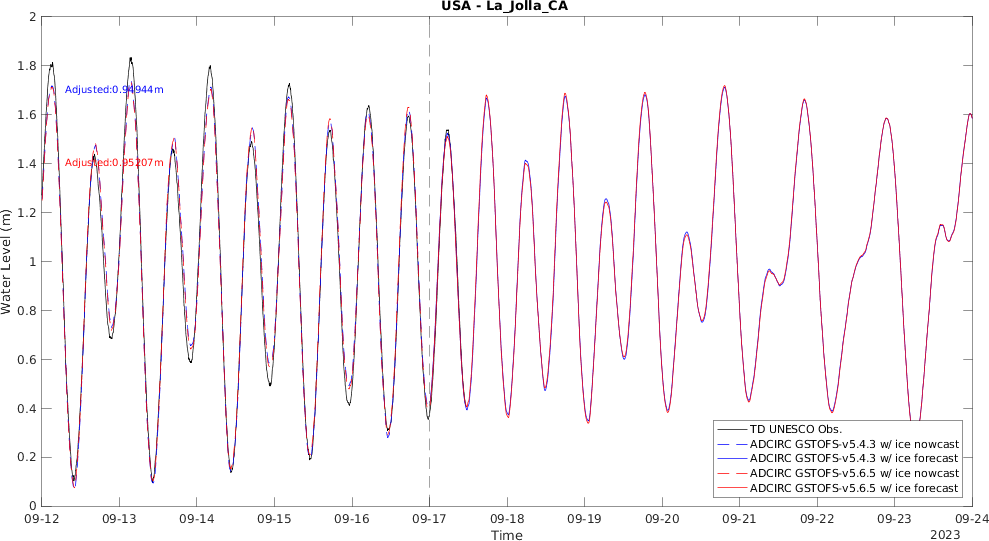 USA - La_Jolla_CA
2
1.8
1.6
1.4
1.2
1
0.8
0.6
0.4
0.2
0
Water Level (m)
Adjusted:0.94944m
Adjusted:0.95207m
TD UNESCO Obs.
ADCIRC GSTOFS-v5.4.3 w/ ice nowcast
ADCIRC GSTOFS-v5.4.3 w/ ice forecast
ADCIRC GSTOFS-v5.6.5 w/ ice nowcast
ADCIRC GSTOFS-v5.6.5 w/ ice forecast
09-12 09-13 09-14 09-15 09-16 09-17 09-18 09-19 09-20 09-21 09-22 09-23 09-24
Time
2023